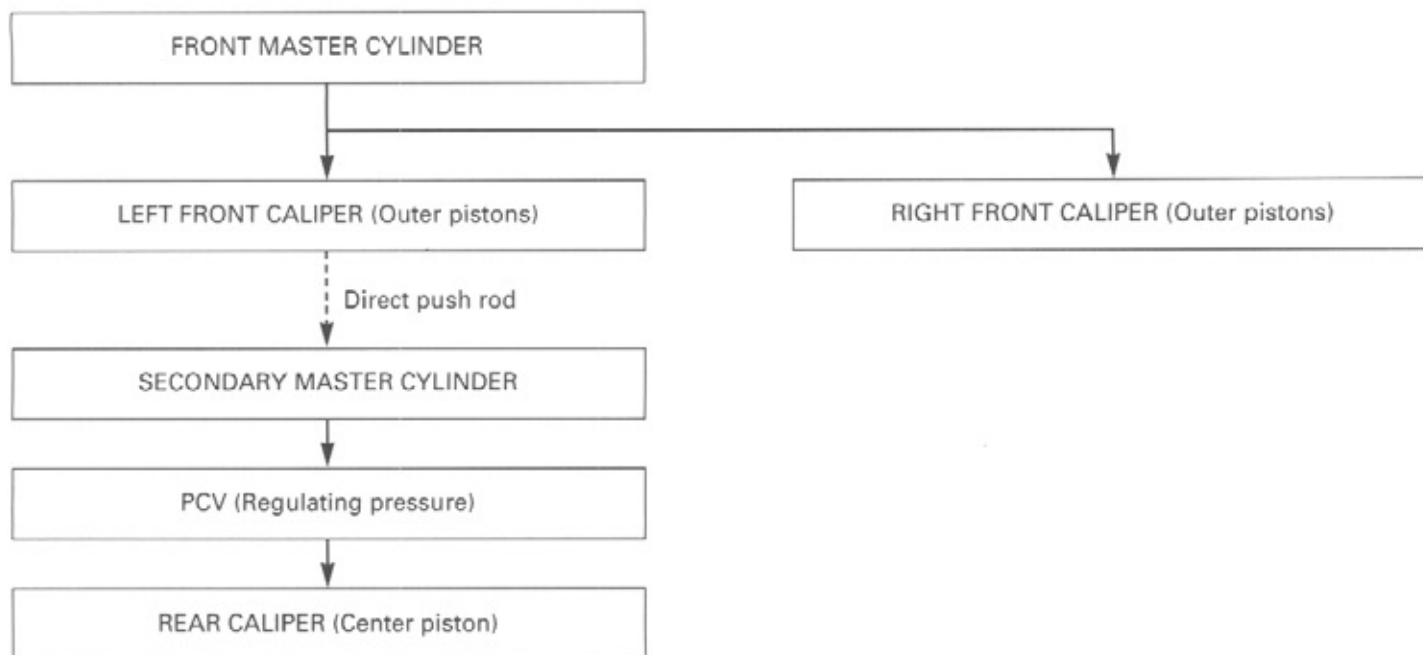 FRONT MASTER CYLINDER
LEFT FRONT CALIPER (Outer pistons)
RIGHT FRONT CALIPER (Outer pistons)
Direct push rod
SECONDARY MASTER CYLINDER
PCV (Regulating pressure)
REAR CALIPER (Center piston)